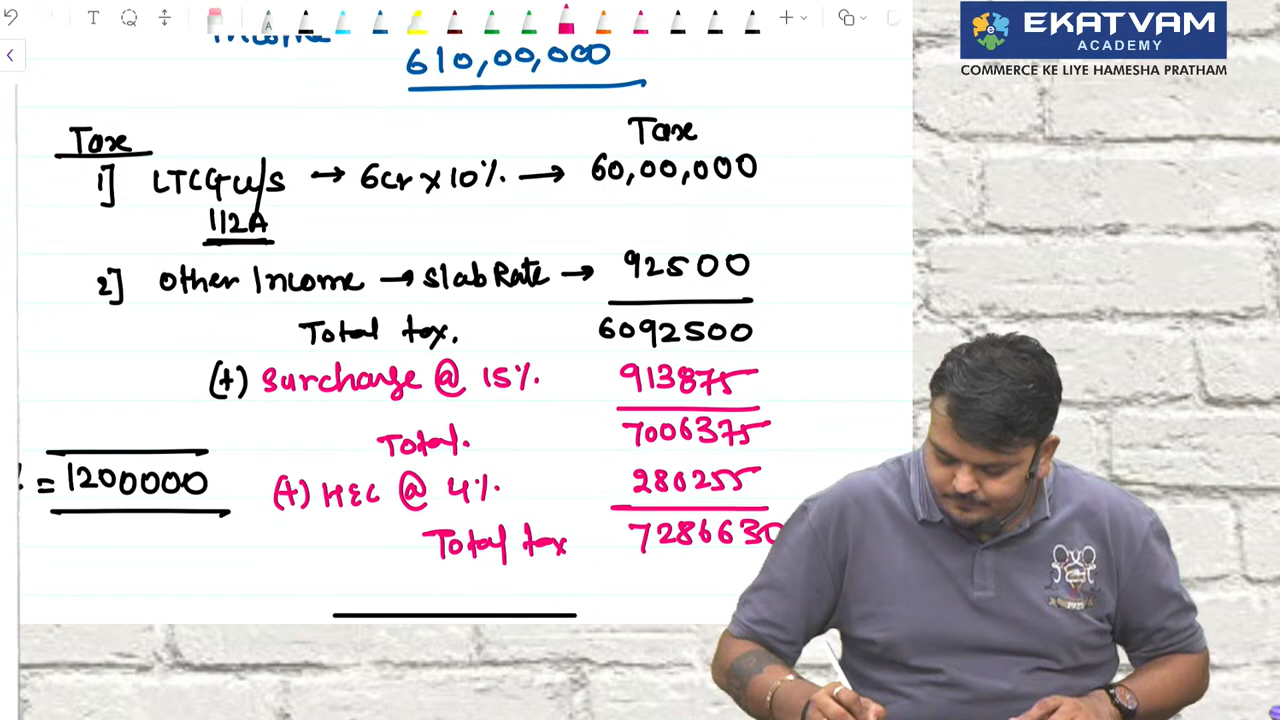 EKATVAM
ACADEMY
COMMERCE KE LIYE HAMESHA PRATHAM
Income
610,00,000
Tax Tax
1] LTCG u/s → 6cr x 10% → 60,00,000
112A
2] Other Income → Slab Rate → 92500
Total tax. 6092500
(+) Surcharge @ 15%. 913875
Total. 7006375
= 1200000 (+) HEC @ 4%. 280255
Total tax 7286630